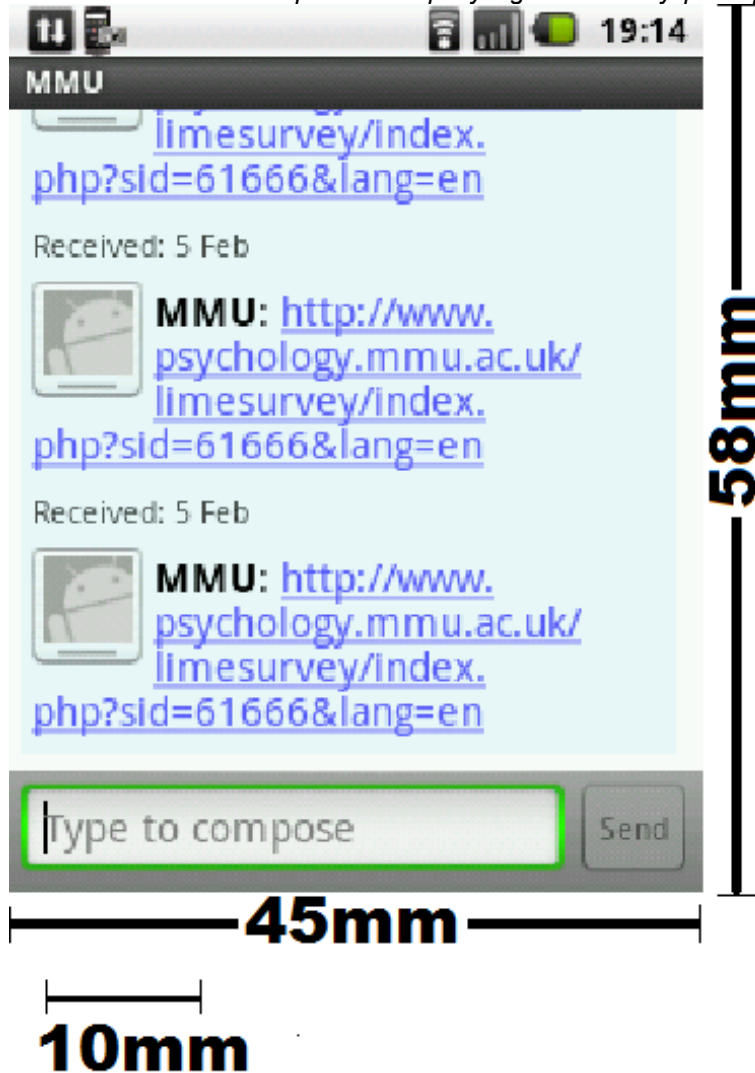 19:14
MMU
limesurvey/index.
php?sid=61666&lang=en
Received: 5 Feb
MMU: http://www.
psychology.mmu.ac.uk/
limesurvey/index.
php?sid=61666&lang=en
Received: 5 Feb
MMU: http://www.
psychology.mmu.ac.uk/
limesurvey/index.
php?sid=61666&lang=en
Type to compose
Send
58mm
45mm
10mm